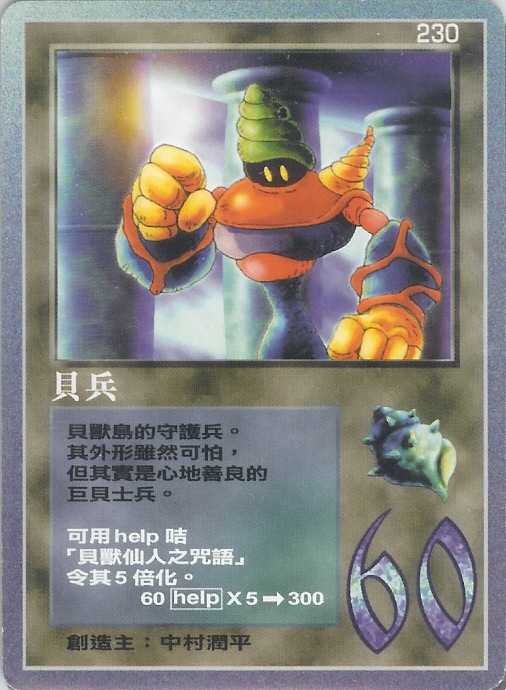 230
貝兵
貝獸島的守護兵。
其外形雖然可怕，
但其實是心地善良的
巨貝士兵。
可用help咭
「貝獸仙人之咒語」
令其5倍化。
60 help X 5 ➡ 300
60
創造主：中村潤平